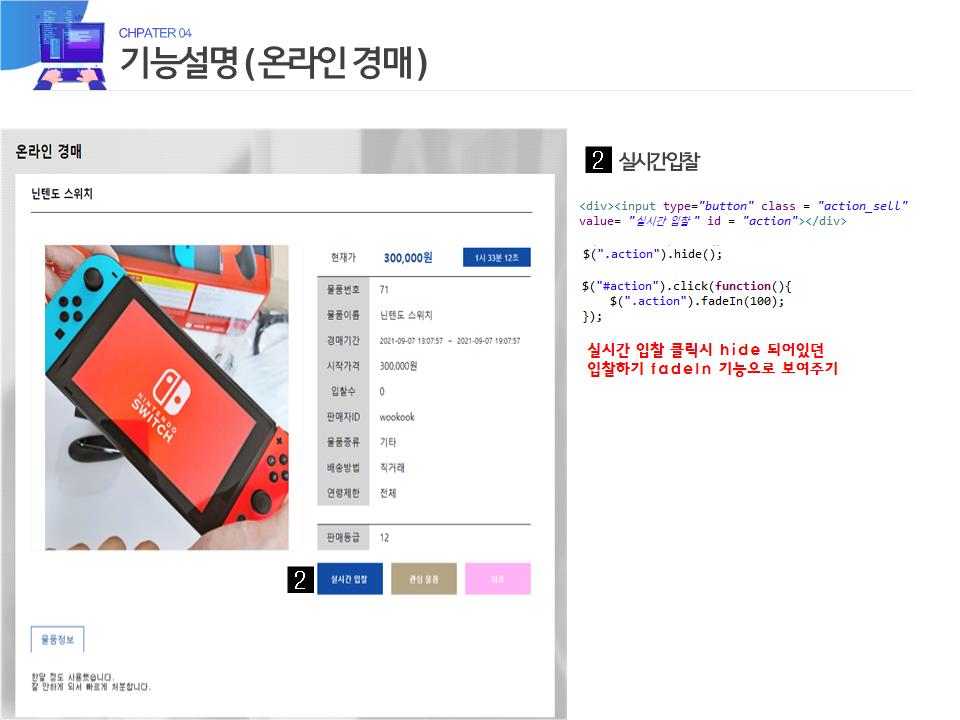 CHPATER 04
기능설명 ( 온라인 경매 )
온라인 경매
닌텐도 스위치
현재가 300,000원 1시 33분 12초
물품번호 71
물품이름 닌텐도 스위치
경매기간 2021-09-07 13:07:57 ~ 2021-09-07 19:07:57
시작가격 300,000원
입찰수 0
판매자ID wookook
물품종류 기타
배송방법 직거래
연령제한 전체
판매등급 12
NINTENDO
SWITCH
2 실시간 입찰 관심 물품 뒤로
물품정보
한달 정도 사용했습니다.
잘 안하게 되서 빠르게 처분합니다.
2 실시간입찰
<div><input type="button" class = "action_sell"
value= "실시간 입찰 " id = "action"></div>
$(".action").hide();
$("#action").click(function(){
$(".action").fadeIn(100);
});
실시간 입찰 클릭시 hide 되어있던
입찰하기 fadeIn 기능으로 보여주기